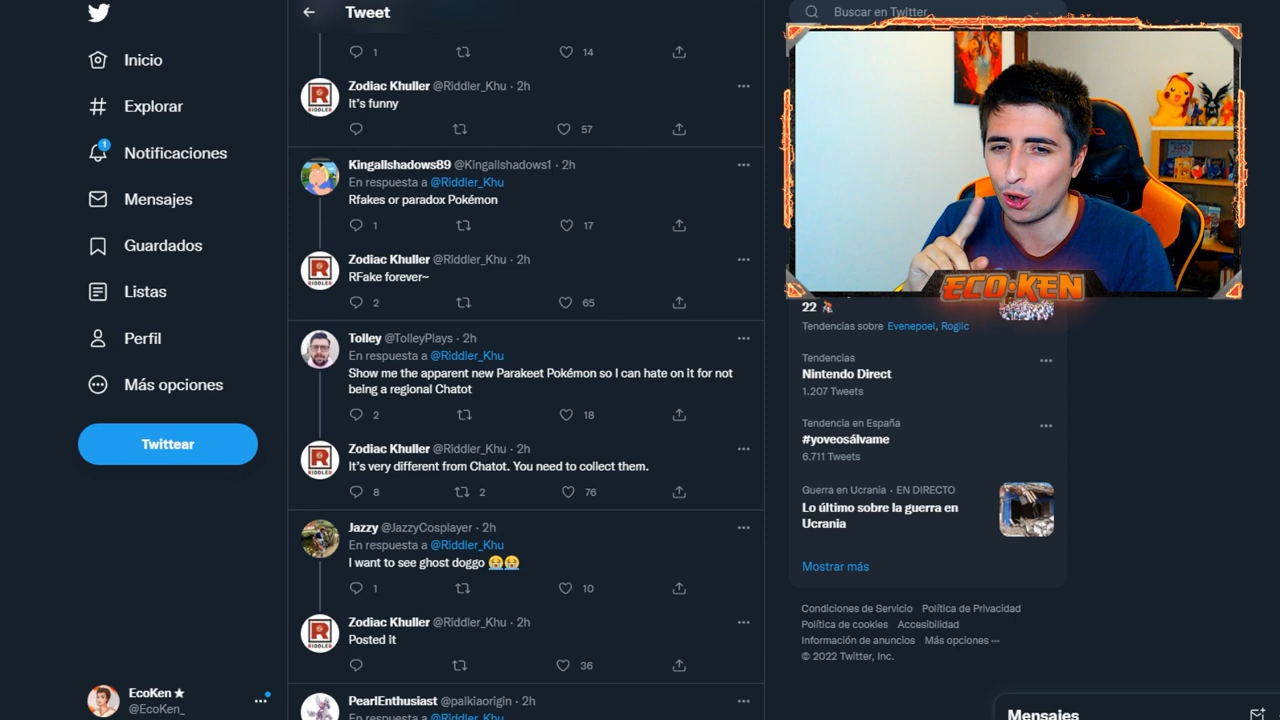 Inicio
Explorar
1
Notificaciones
Mensajes
Guardados
Listas
Perfil
Más opciones
Twittear
EcoKen ★
@EcoKen_
Tweet
1 14
Zodiac Khuller @Riddler_Khu · 2h
RIDDLER
It's funny
57
Kingallshadows89 @Kingallshadows1 · 2h
En respuesta a @Riddler_Khu
Rfakes or paradox Pokémon
1 17
Zodiac Khuller @Riddler_Khu · 2h
RIDDLER
RFake forever~
2 65
Tolley @TolleyPlays · 2h
En respuesta a @Riddler_Khu
Show me the apparent new Parakeet Pokémon so I can hate on it for not
being a regional Chatot
2 18
Zodiac Khuller @Riddler_Khu · 2h
RIDDLER
It's very different from Chatot. You need to collect them.
8 2 76
Jazzy @JazzyCosplayer · 2h
En respuesta a @Riddler_Khu
I want to see ghost doggo 😭😭
1 10
Zodiac Khuller @Riddler_Khu · 2h
RIDDLER
Posted it
36
PearlEnthusiast @palkiaorigin · 2h
En respuesta a @Riddler_Khu
Buscar en Twitter
ECO·KEN
22
Tendencias sobre Evenepoel, Roglic
Tendencias
Nintendo Direct
1.207 Tweets
Tendencia en España
#yoveosálvame
6.711 Tweets
Guerra en Ucrania · EN DIRECTO
Lo último sobre la guerra en
Ucrania
Mostrar más
Condiciones de Servicio Política de Privacidad
Política de cookies Accesibilidad
Información de anuncios Más opciones ···
© 2022 Twitter, Inc.
Mensajes